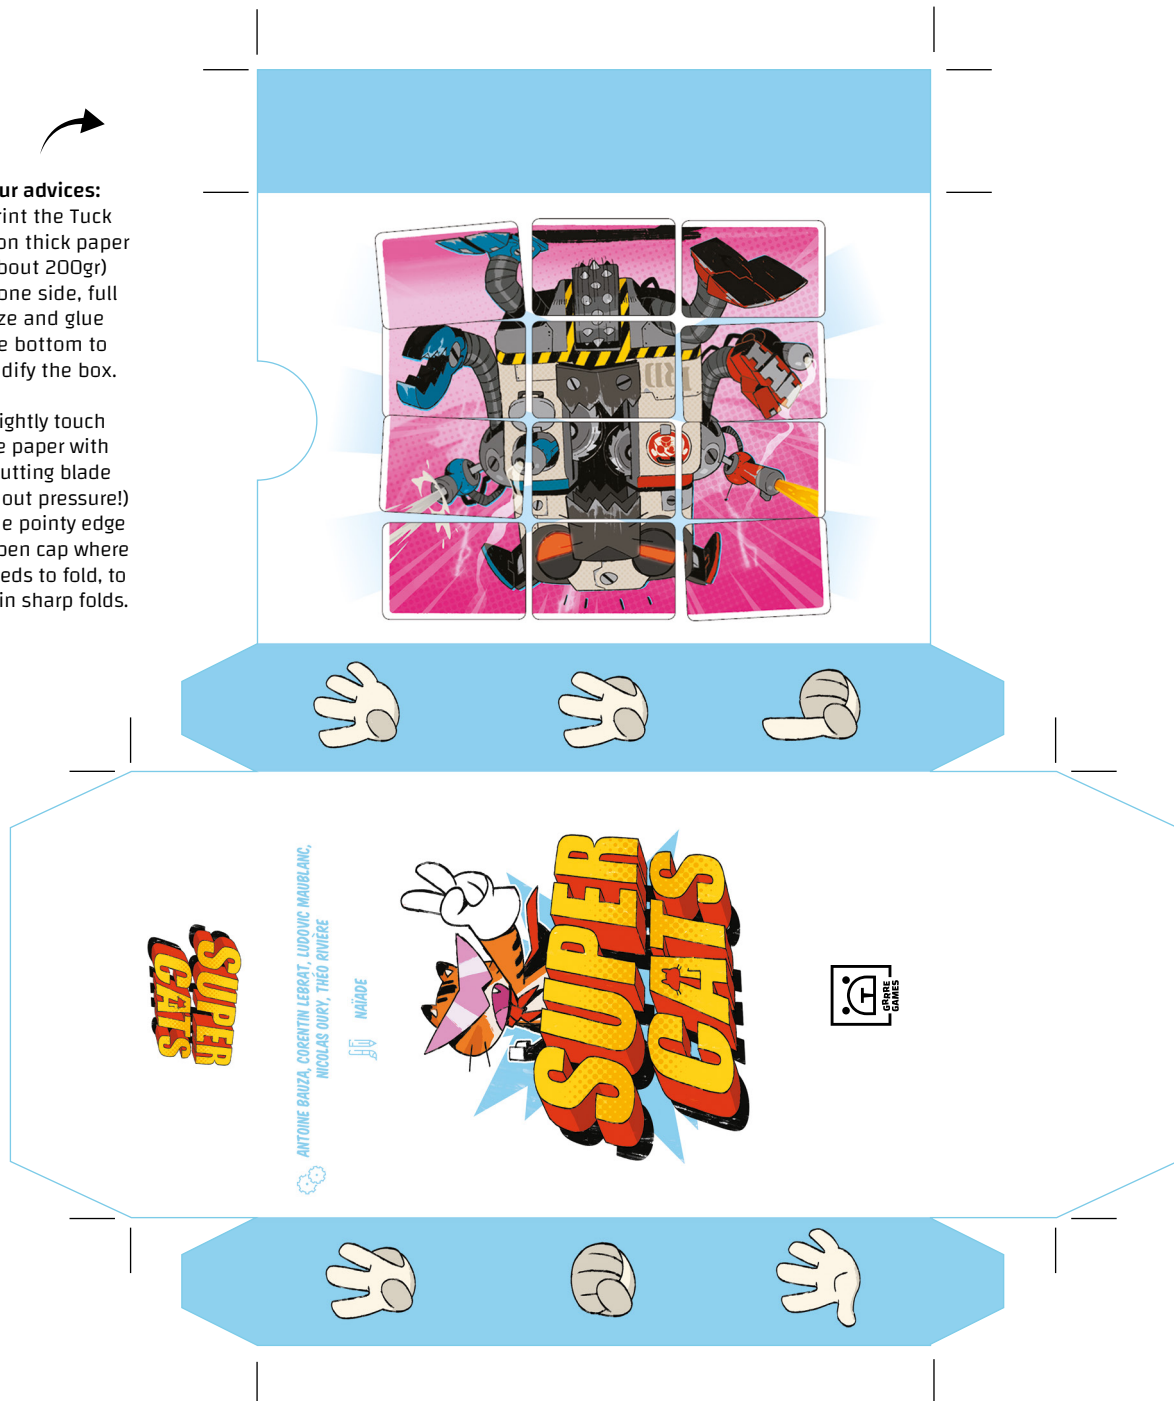 ur advices:
rint the Tuck
on thick paper
bout 200gr)
one side, full
ze and glue
e bottom to
dify the box.
ightly touch
e paper with
utting blade
out pressure!)
e pointy edge
pen cap where
eds to fold, to
in sharp folds.
SUPER
CATS
ANTOINE BAUZA, CORENTIN LEBRAT, LUDOVIC MAUBLANC,
NICOLAS OURY, THÉO RIVIÈRE
NAÏADE
SUPER
CATS
GRRRE
GAMES